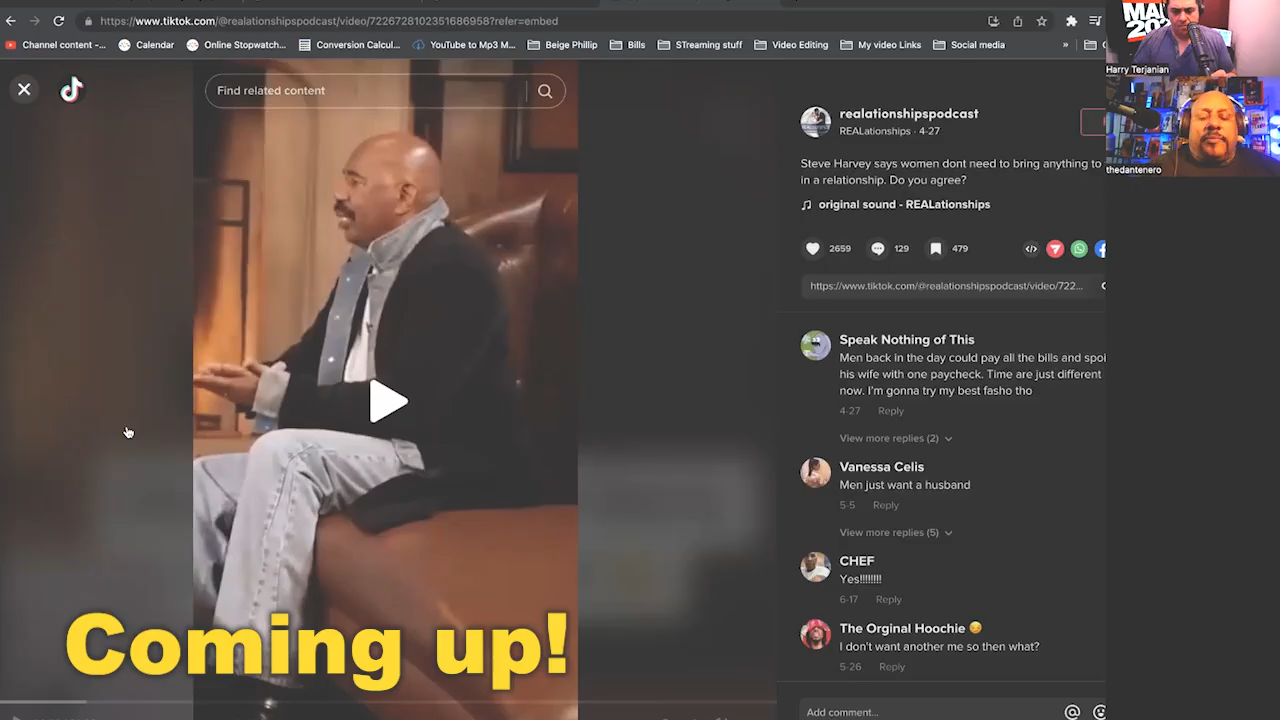 https://www.tiktok.com/@realationshipspodcast/video/7226728102351686958?refer=embed
Channel content -...
Calendar
Online Stopwatch...
Conversion Calcul...
YouTube to Mp3 M...
Beige Phillip
Bills
STreaming stuff
Video Editing
My video Links
Social media
»
MAI
202
Harry Terjanian
thedantenero
Find related content
realationshipspodcast
REALationships · 4-27
Steve Harvey says women dont need to bring anything to
in a relationship. Do you agree?
original sound - REALationships
2659
129
479
https://www.tiktok.com/@realationshipspodcast/video/722...
Speak Nothing of This
Men back in the day could pay all the bills and spoi
his wife with one paycheck. Time are just different
now. I'm gonna try my best fasho tho
4-27 Reply
View more replies (2)
Vanessa Celis
Men just want a husband
5-5 Reply
View more replies (5)
CHEF
Yes!!!!!!!!
6-17 Reply
The Orginal Hoochie 😏
I don't want another me so then what?
5-26 Reply
Add comment...
Coming up!